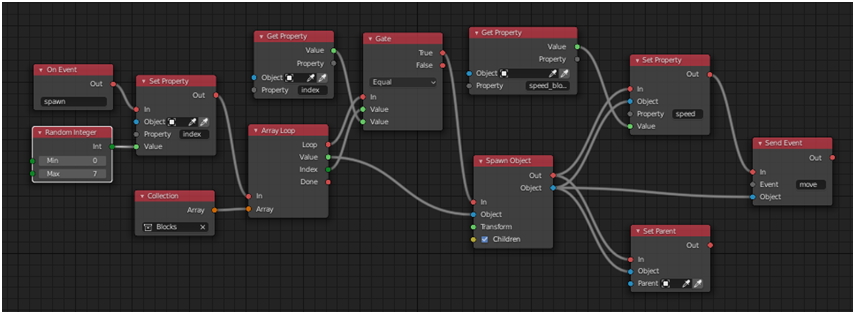 On Event
Out
spawn
Random Integer
Int
Min 0
Max 7
Set Property
Out
In
Object
Property index
Value
Collection
Array
Blocks
Get Property
Value
Property
Object
Property index
Array Loop
Loop
Value
Index
Done
In
Array
Gate
True
False
Equal
In
Value
Value
Get Property
Value
Property
Object
Property speed_blo..
Spawn Object
Out
Object
In
Object
Transform
Children
Set Property
Out
In
Object
Property speed
Value
Set Parent
Out
In
Object
Parent
Send Event
Out
In
Event move
Object